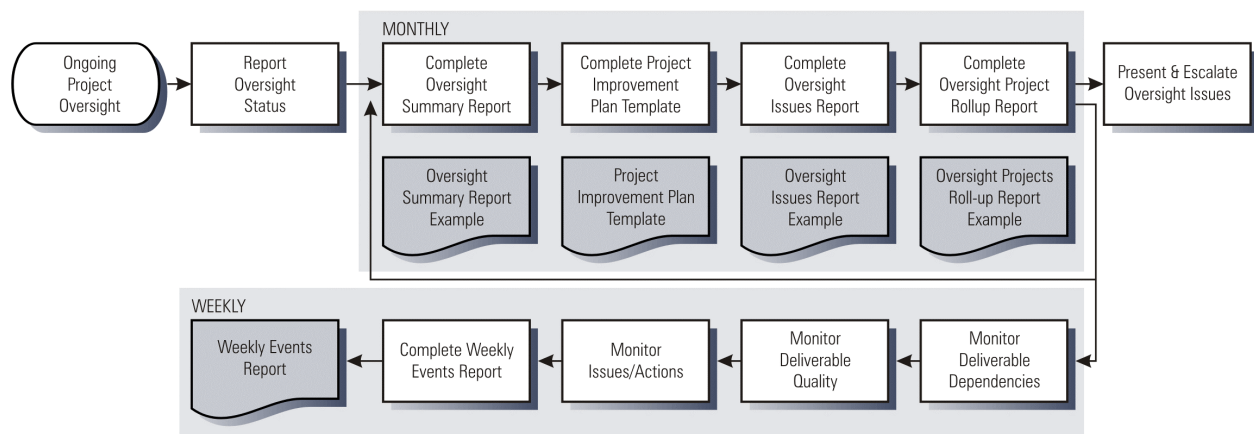 MONTHLY
Ongoing
Project
Oversight
Report
Oversight
Status
Complete
Oversight
Summary Report
Complete Project
Improvement
Plan Template
Complete
Oversight
Issues Report
Complete
Oversight Project
Rollup Report
Present & Escalate
Oversight Issues
Oversight
Summary Report
Example
Project
Improvement Plan
Template
Oversight
Issues Report
Example
Oversight Projects
Roll-up Report
Example
WEEKLY
Weekly Events
Report
Complete Weekly
Events Report
Monitor
Issues/Actions
Monitor
Deliverable
Quality
Monitor
Deliverable
Dependencies